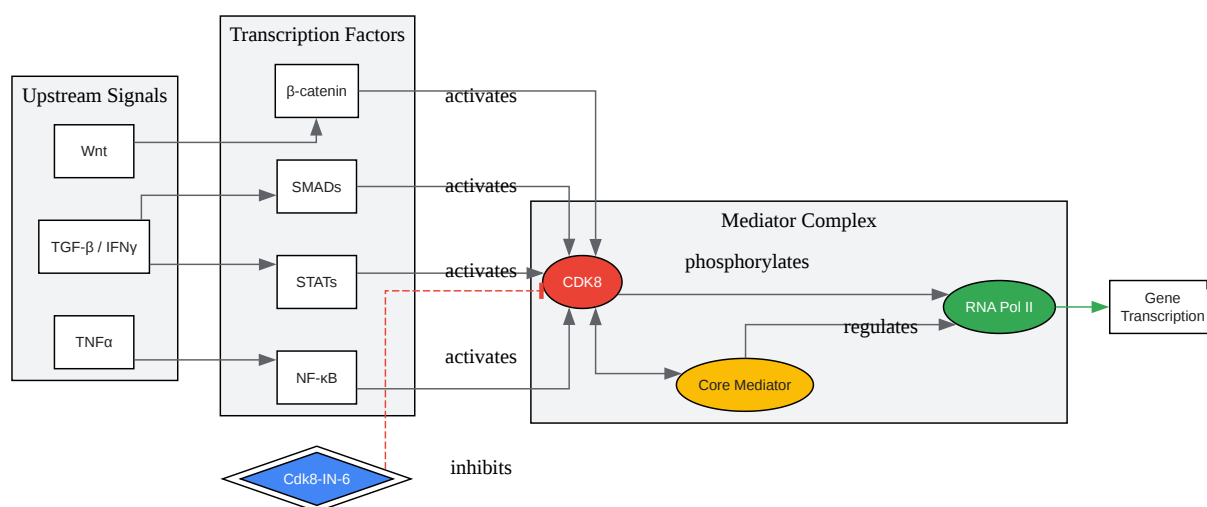 Transcription Factors
Upstream Signals
β-catenin
activates
Wnt
SMADs
activates
Mediator Complex
TGF-β / IFNγ
STATs
activates
CDK8
phosphorylates
RNA Pol II
Gene
Transcription
TNFα
NF-κB
activates
regulates
Core Mediator
Cdk8-IN-6
inhibits